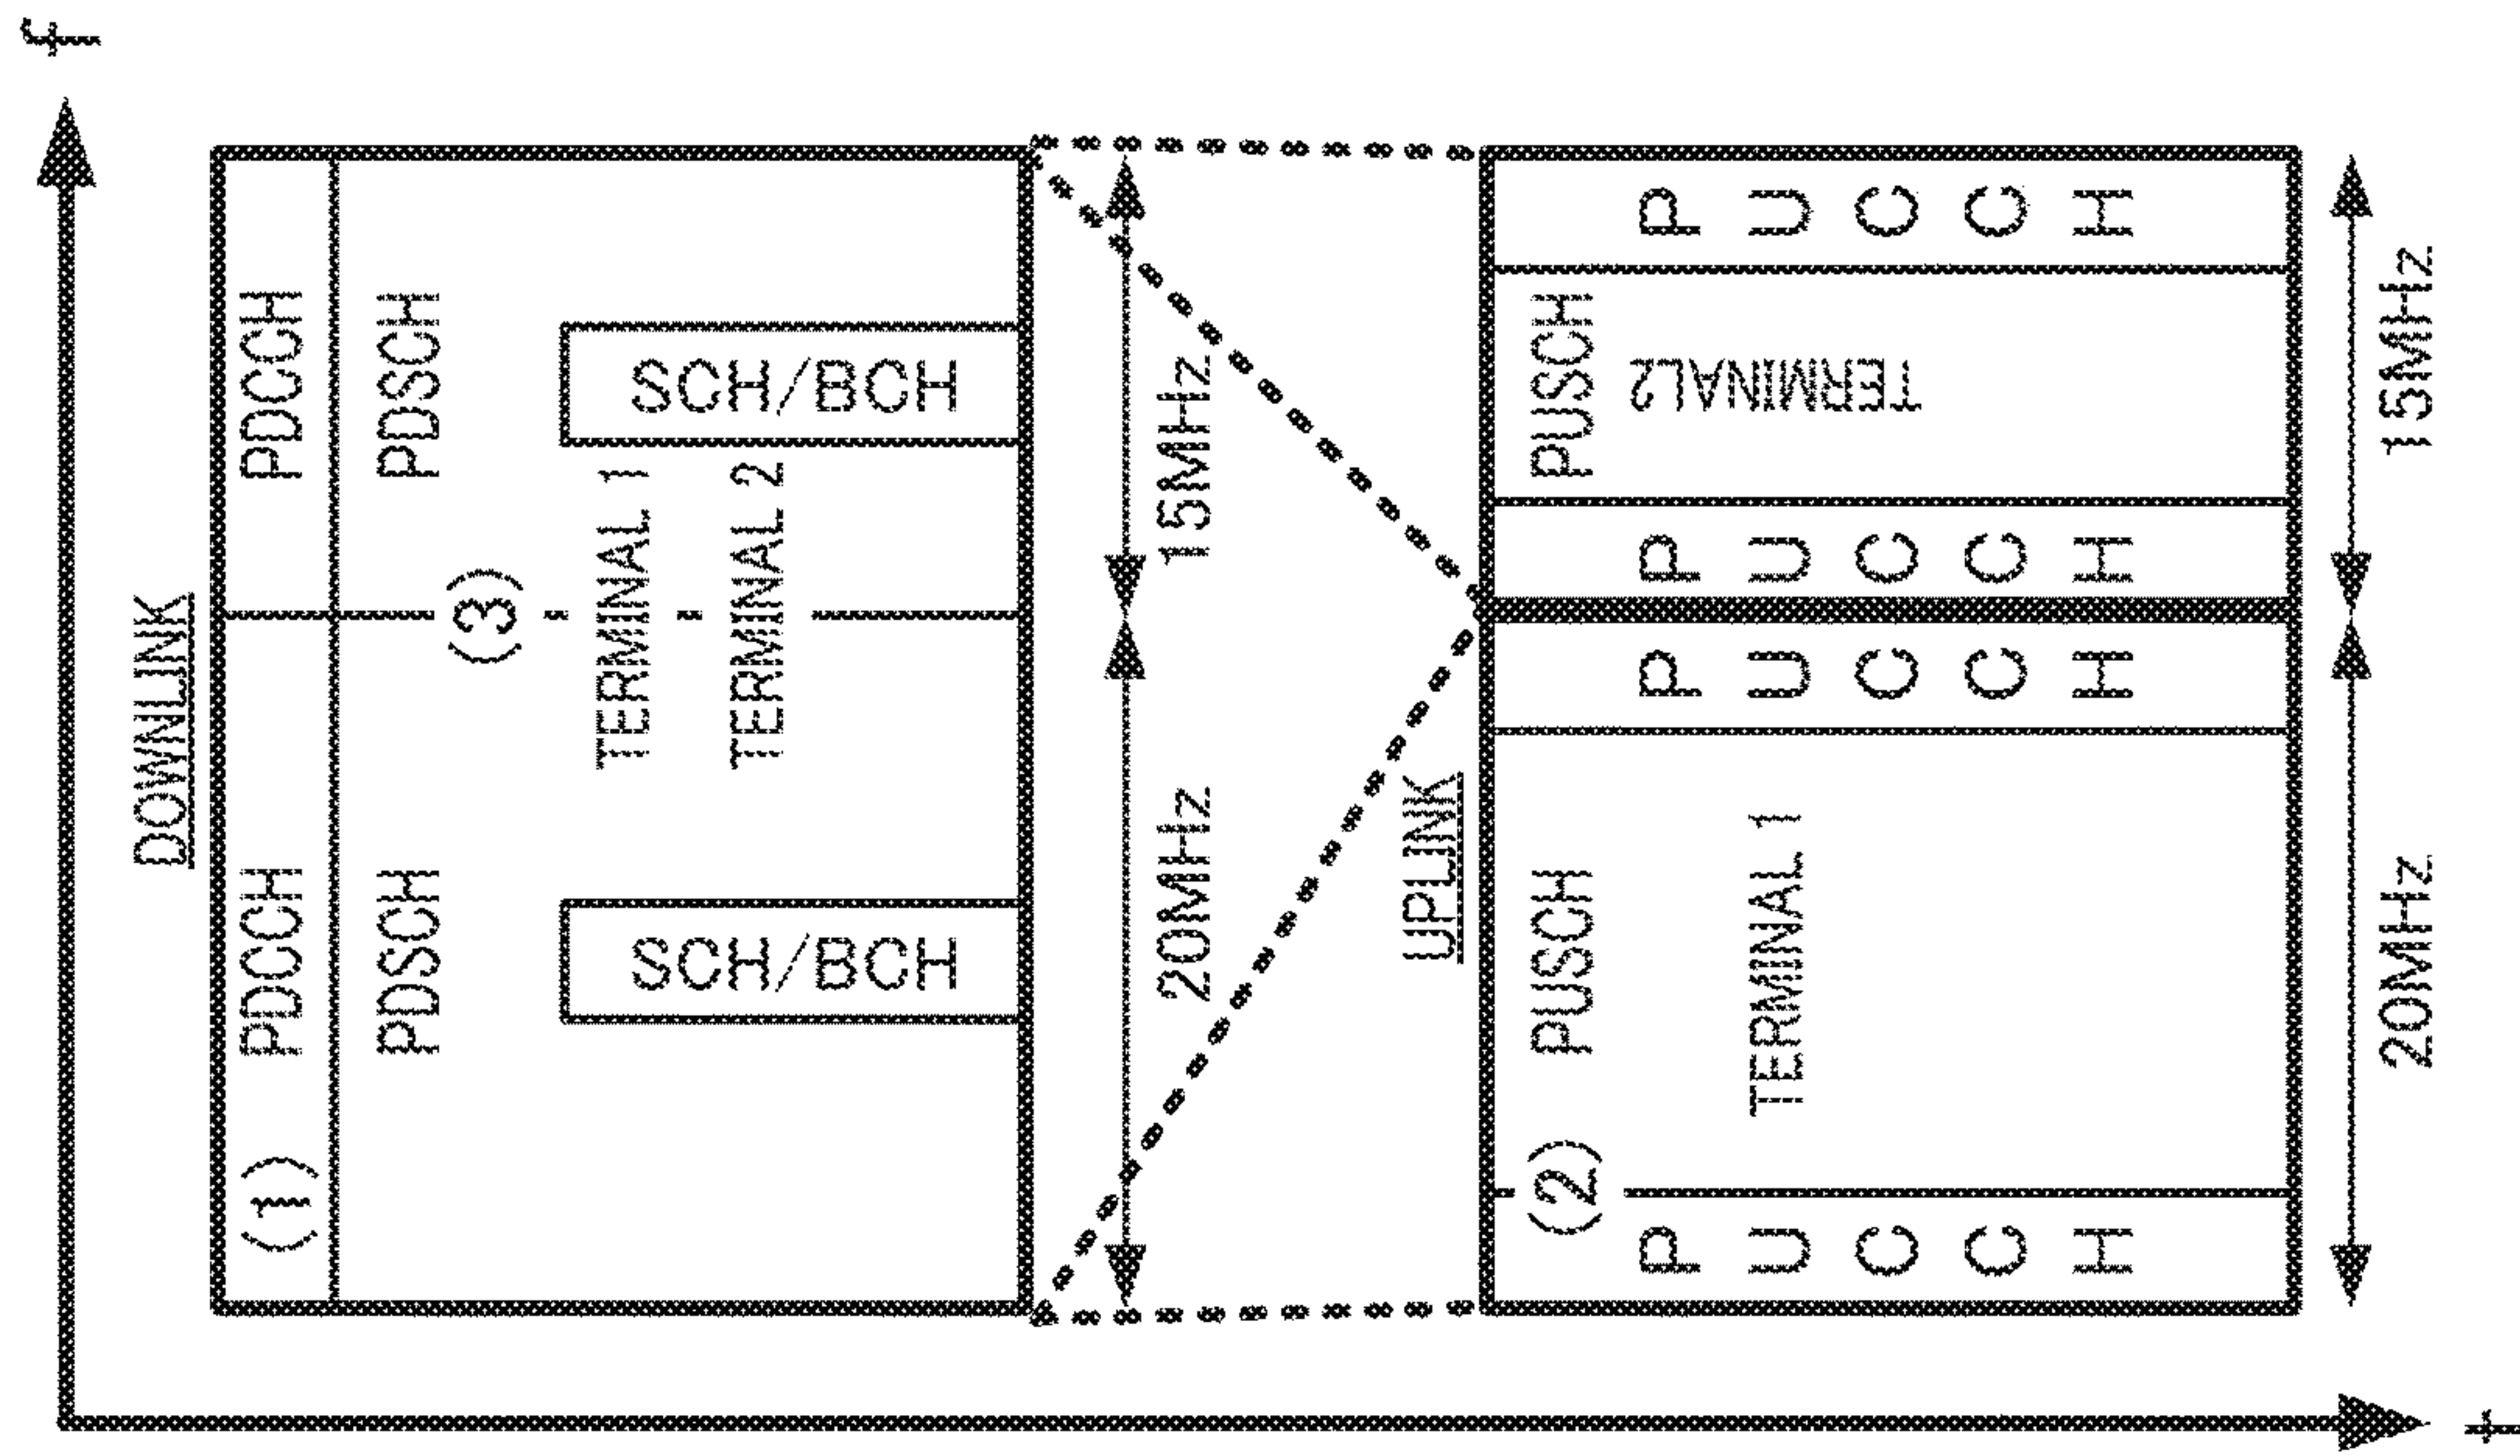 f
DOWNLINK
(1) PDCCH
PDCCH
PDSCH
PDSCH
(3)
TERMINAL 1
TERMINAL 2
SCH/BCH
SCH/BCH
20MHz
15MHz
UPLINK
PUCCH
(2) PUSCH
TERMINAL 1
PUCCH
PUCCH
PUSCH
TERMINAL2
PUCCH
20MHz
15MHz
t